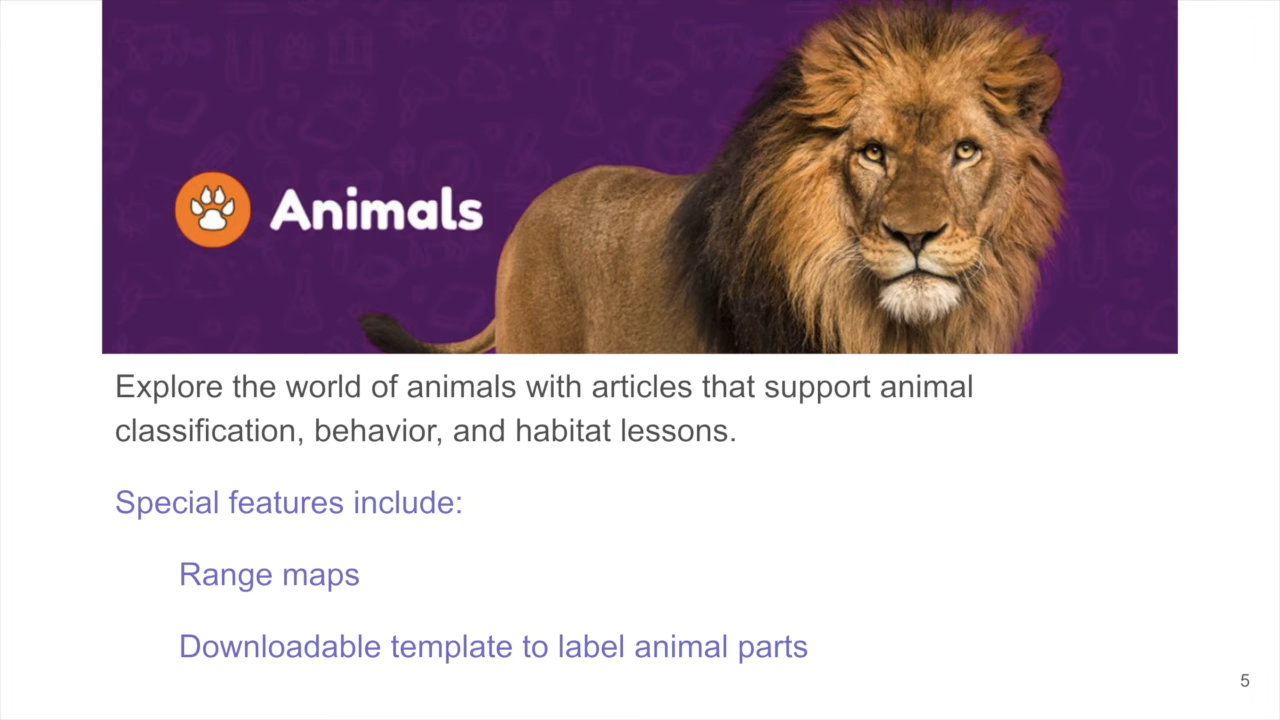 Animals
Explore the world of animals with articles that support animal
classification, behavior, and habitat lessons.
Special features include:
Range maps
Downloadable template to label animal parts
5